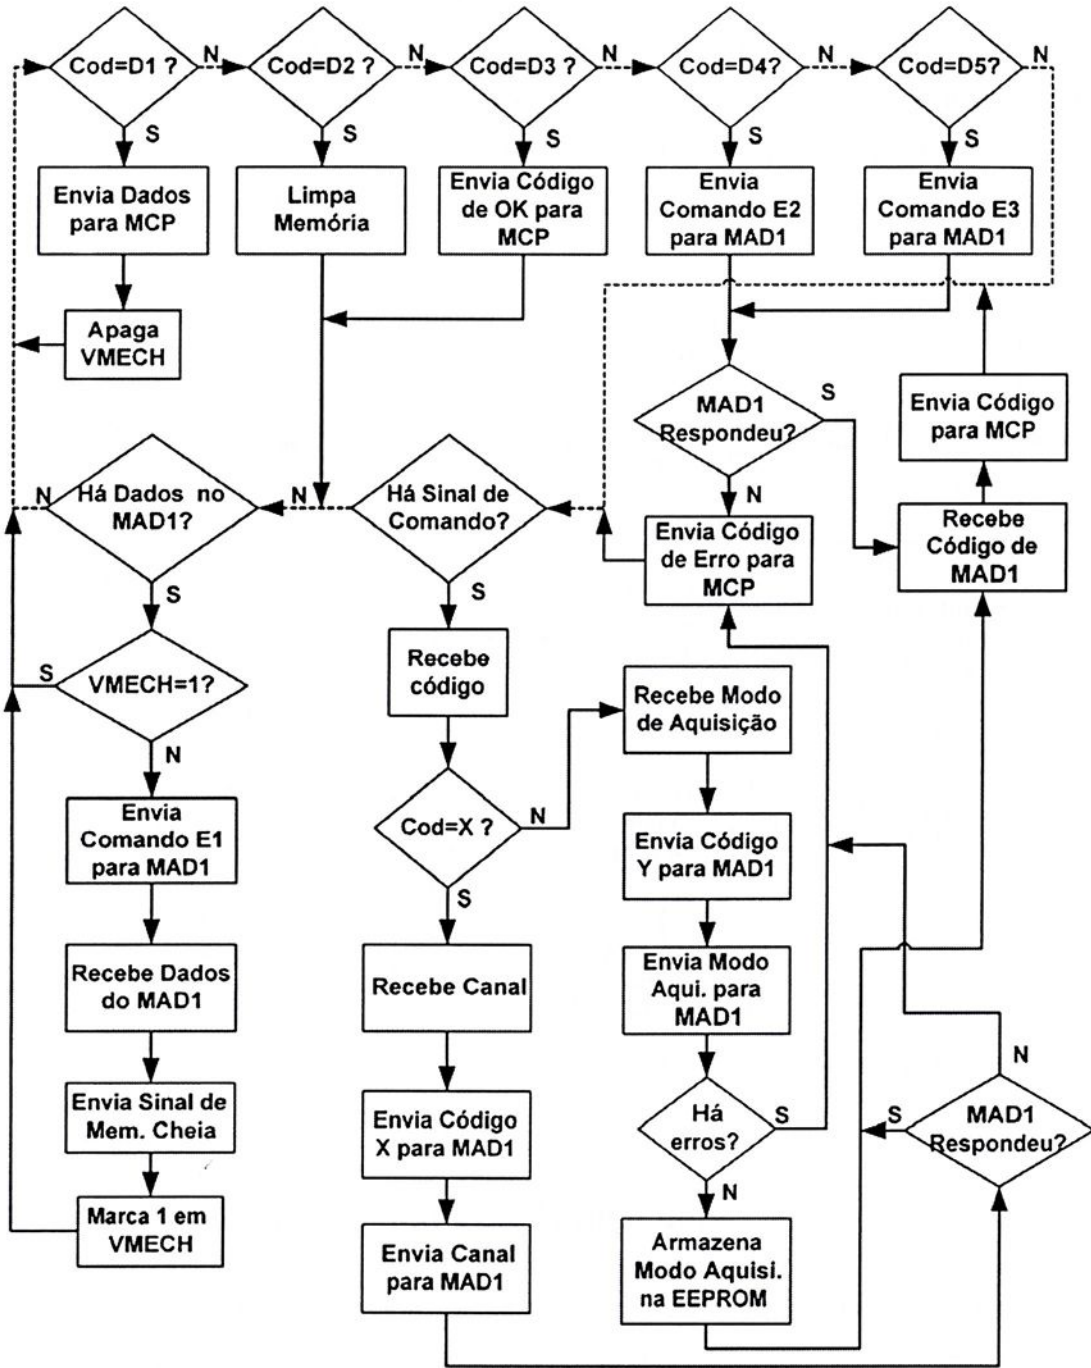 Cod=D1 ?
N
Cod=D2 ?
N
Cod=D3 ?
N
Cod=D4?
N
Cod=D5?
N
S
S
S
S
S
Envia Dados
para MCP
Limpa
Memória
Envia Código
de OK para
MCP
Envia
Comando E2
para MAD1
Envia
Comando E3
para MAD1
Apaga
VMECH
MAD1
Respondeu?
S
N
Envia Código
para MCP
N
Há Dados no
MAD1?
S
N
Há Sinal de
Comando?
S
Envia Código
de Erro para
MCP
Recebe
Código de
MAD1
S
VMECH=1?
N
Recebe
código
Recebe Modo
de Aquisição
Envia
Comando E1
para MAD1
Cod=X ?
N
S
Envia Código
Y para MAD1
Recebe Dados
do MAD1
Recebe Canal
Envia Modo
Aqui. para
MAD1
Envia Sinal de
Mem. Cheia
Envia Código
X para MAD1
Há
erros?
S
N
N
S
MAD1
Respondeu?
Marca 1 em
VMECH
Envia Canal
para MAD1
Armazena
Modo Aquisi.
na EEPROM